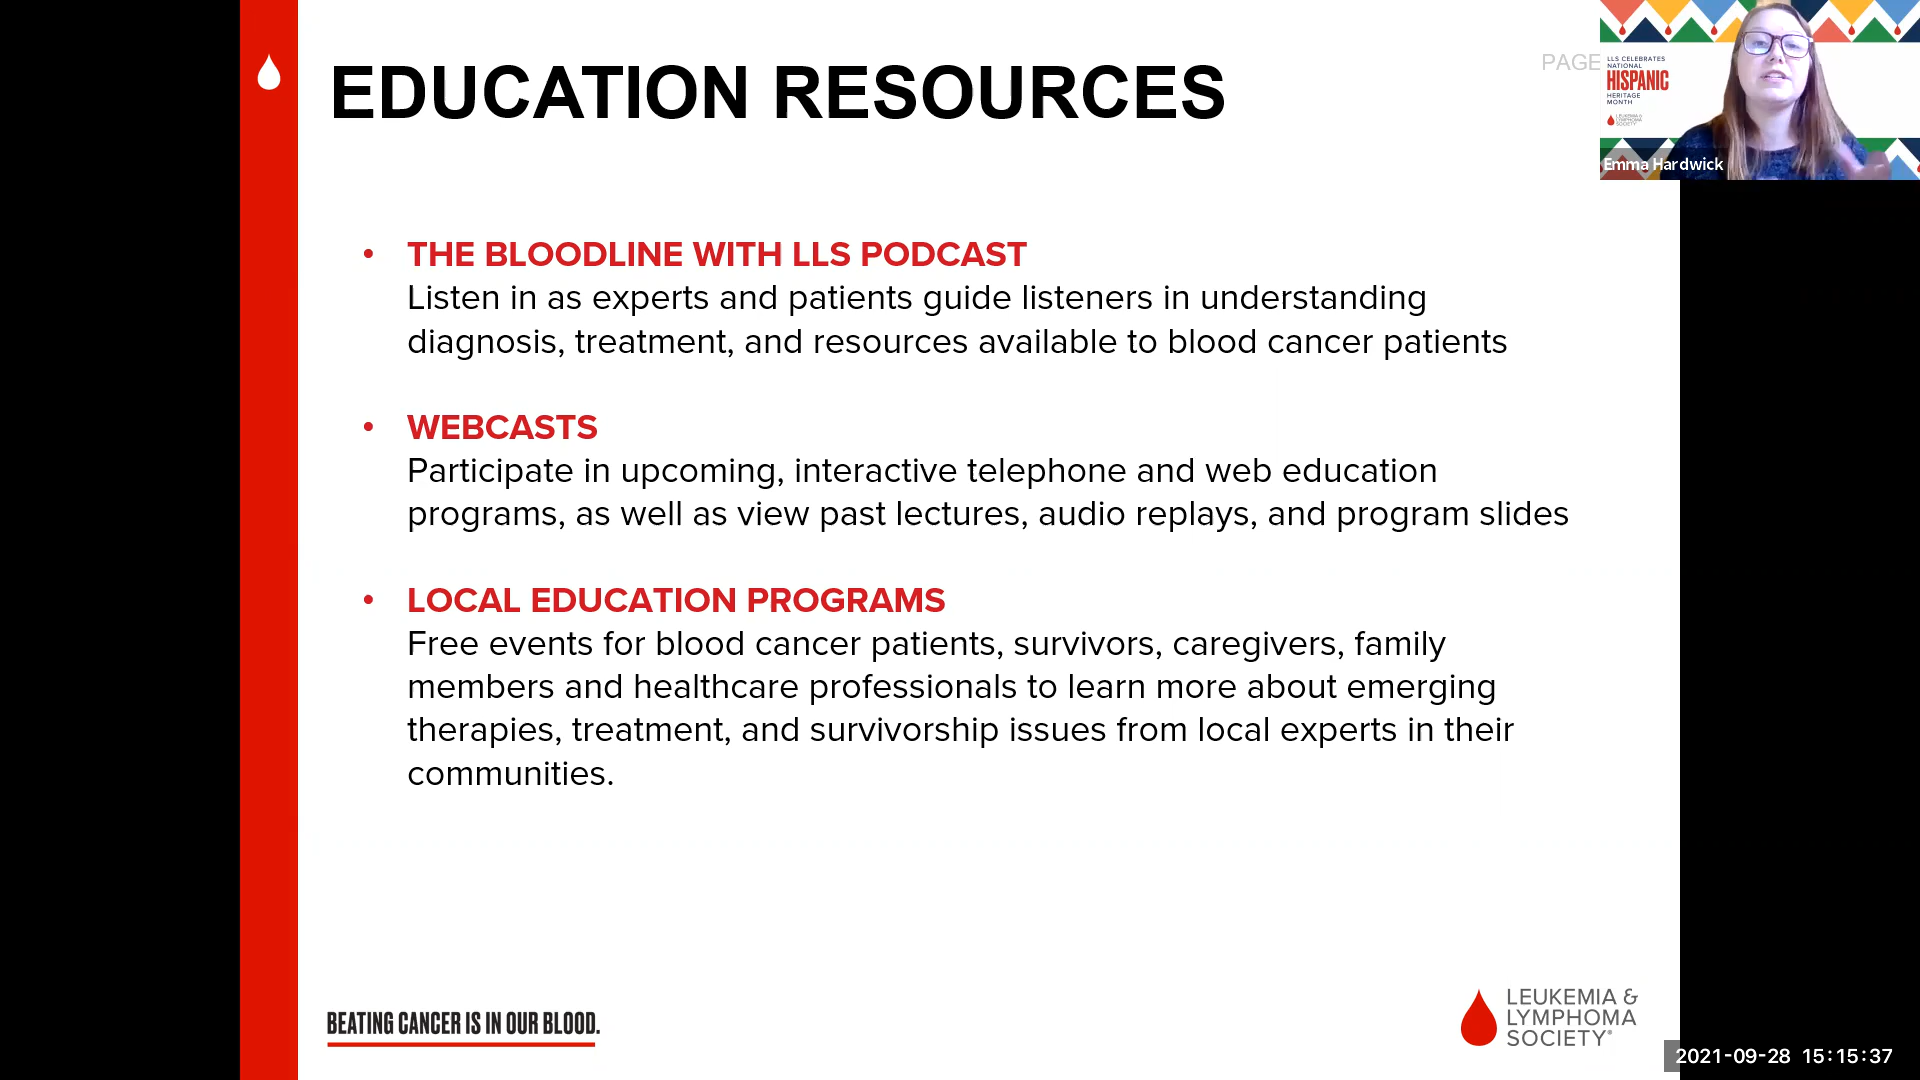 EDUCATION RESOURCES
PAGE
LLS CELEBRATES
NATIONAL
HISPANIC
HERITAGE
MONTH
LEUKEMIA &
LYMPHOMA
SOCIETY
Emma Hardwick
• THE BLOODLINE WITH LLS PODCAST
Listen in as experts and patients guide listeners in understanding
diagnosis, treatment, and resources available to blood cancer patients
• WEBCASTS
Participate in upcoming, interactive telephone and web education
programs, as well as view past lectures, audio replays, and program slides
• LOCAL EDUCATION PROGRAMS
Free events for blood cancer patients, survivors, caregivers, family
members and healthcare professionals to learn more about emerging
therapies, treatment, and survivorship issues from local experts in their
communities.
BEATING CANCER IS IN OUR BLOOD.
LEUKEMIA &
LYMPHOMA
SOCIETY®
2021-09-28 15:15:37